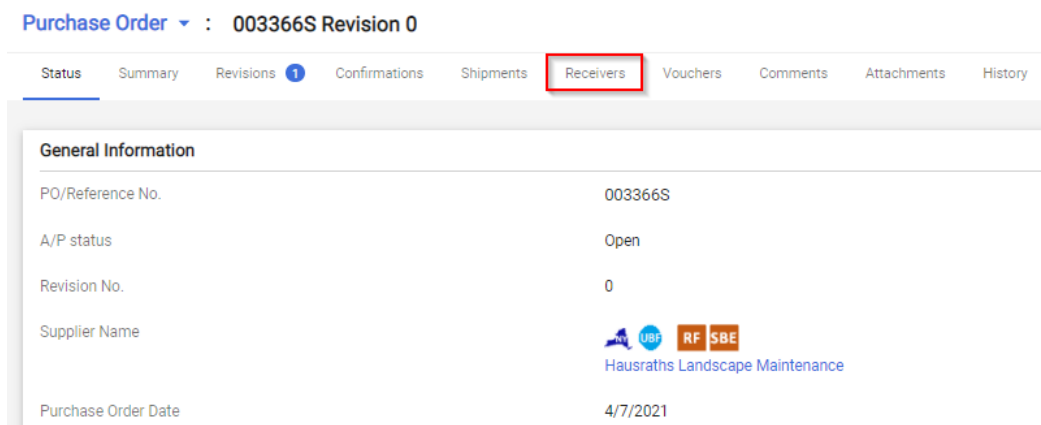 Purchase Order : 003366S Revision 0
Status Summary Revisions 1 Confirmations Shipments Receivers Vouchers Comments Attachments History
General Information
PO/Reference No. 003366S
A/P status Open
Revision No. 0
Supplier Name NY UBF RF SBE
Hausraths Landscape Maintenance
Purchase Order Date 4/7/2021